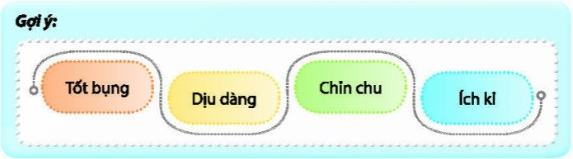 Gợi ý:
Tốt bụng
Dịu dàng
Chỉn chu
Ích kỉ